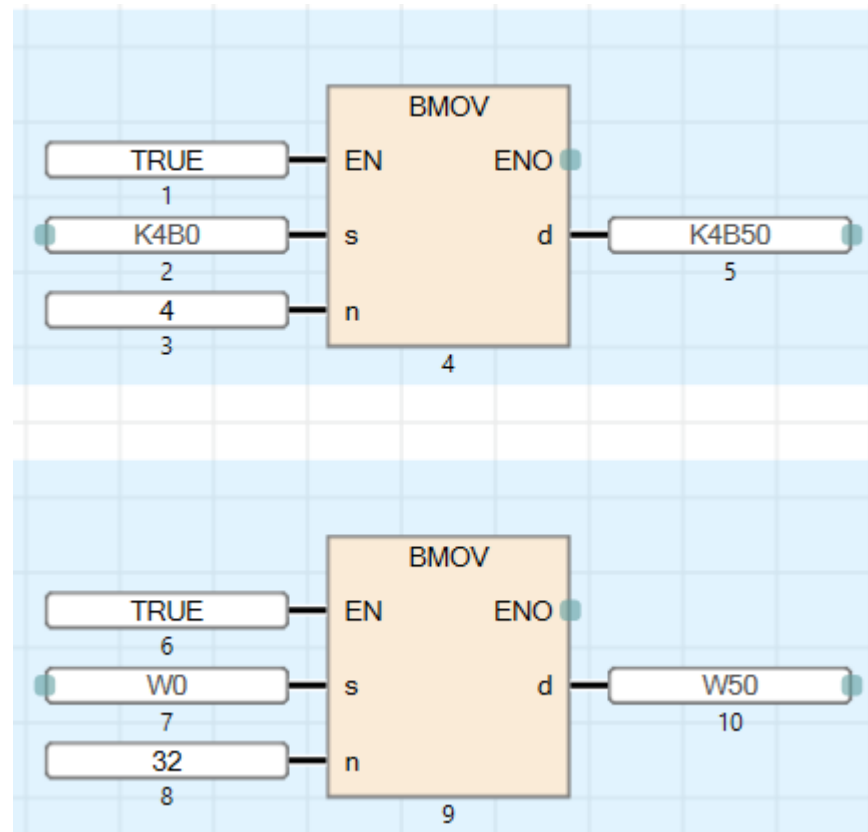 BMOV
TRUE EN ENO
1
K4B0 s d K4B50
2 5
4 n
3 4
BMOV
TRUE EN ENO
6
W0 s d W50
7 10
32 n
8 9